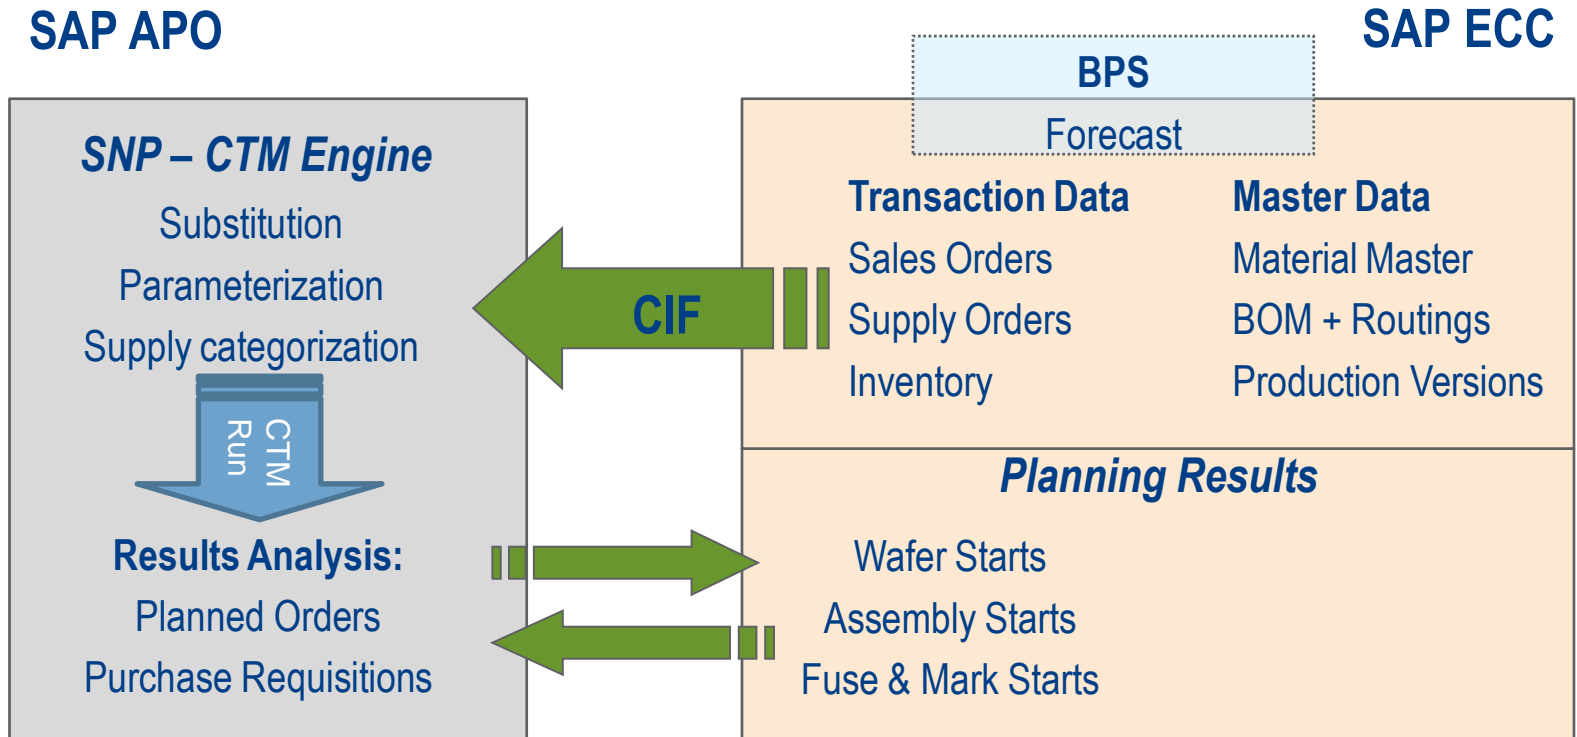 SAP APO
SAP ECC
BPS
Forecast
SNP – CTM Engine
Substitution
Parameterization
Supply categorization
CTM
Run
Results Analysis:
Planned Orders
Purchase Requisitions
CIF
Transaction Data
Sales Orders
Supply Orders
Inventory
Master Data
Material Master
BOM + Routings
Production Versions
Planning Results
Wafer Starts
Assembly Starts
Fuse & Mark Starts